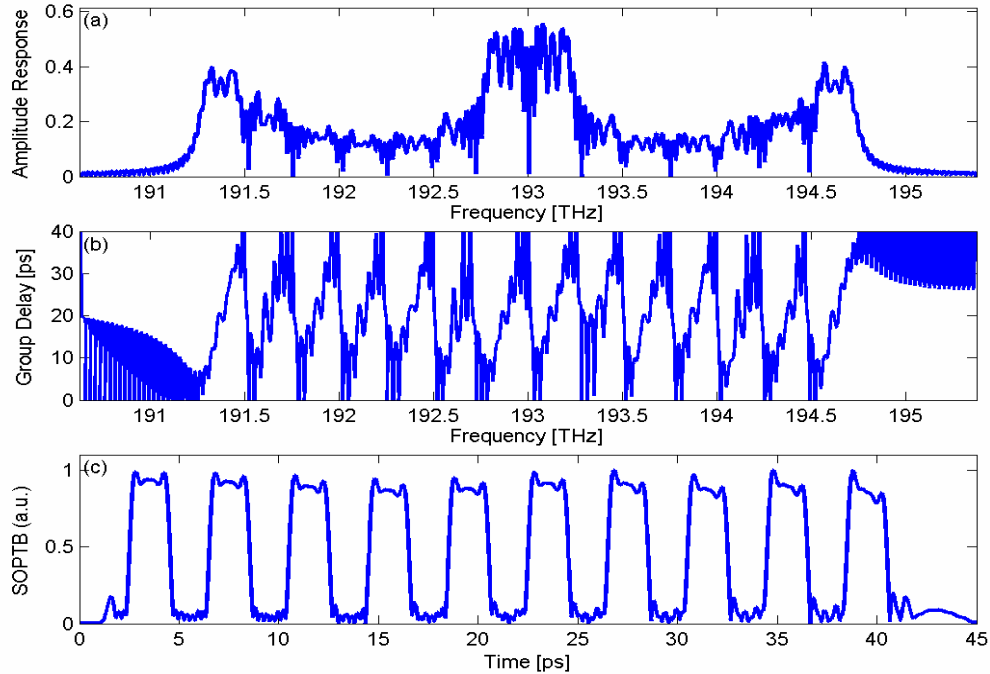 (a)
Amplitude Response
0.6
0.4
0.2
0
191 191.5 192 192.5 193 193.5 194 194.5 195
Frequency [THz]
(b)
Group Delay [ps]
40
30
20
10
0
191 191.5 192 192.5 193 193.5 194 194.5 195
Frequency [THz]
(c)
SOPTB (a.u.)
1
0.5
0
0 5 10 15 20 25 30 35 40 45
Time [ps]